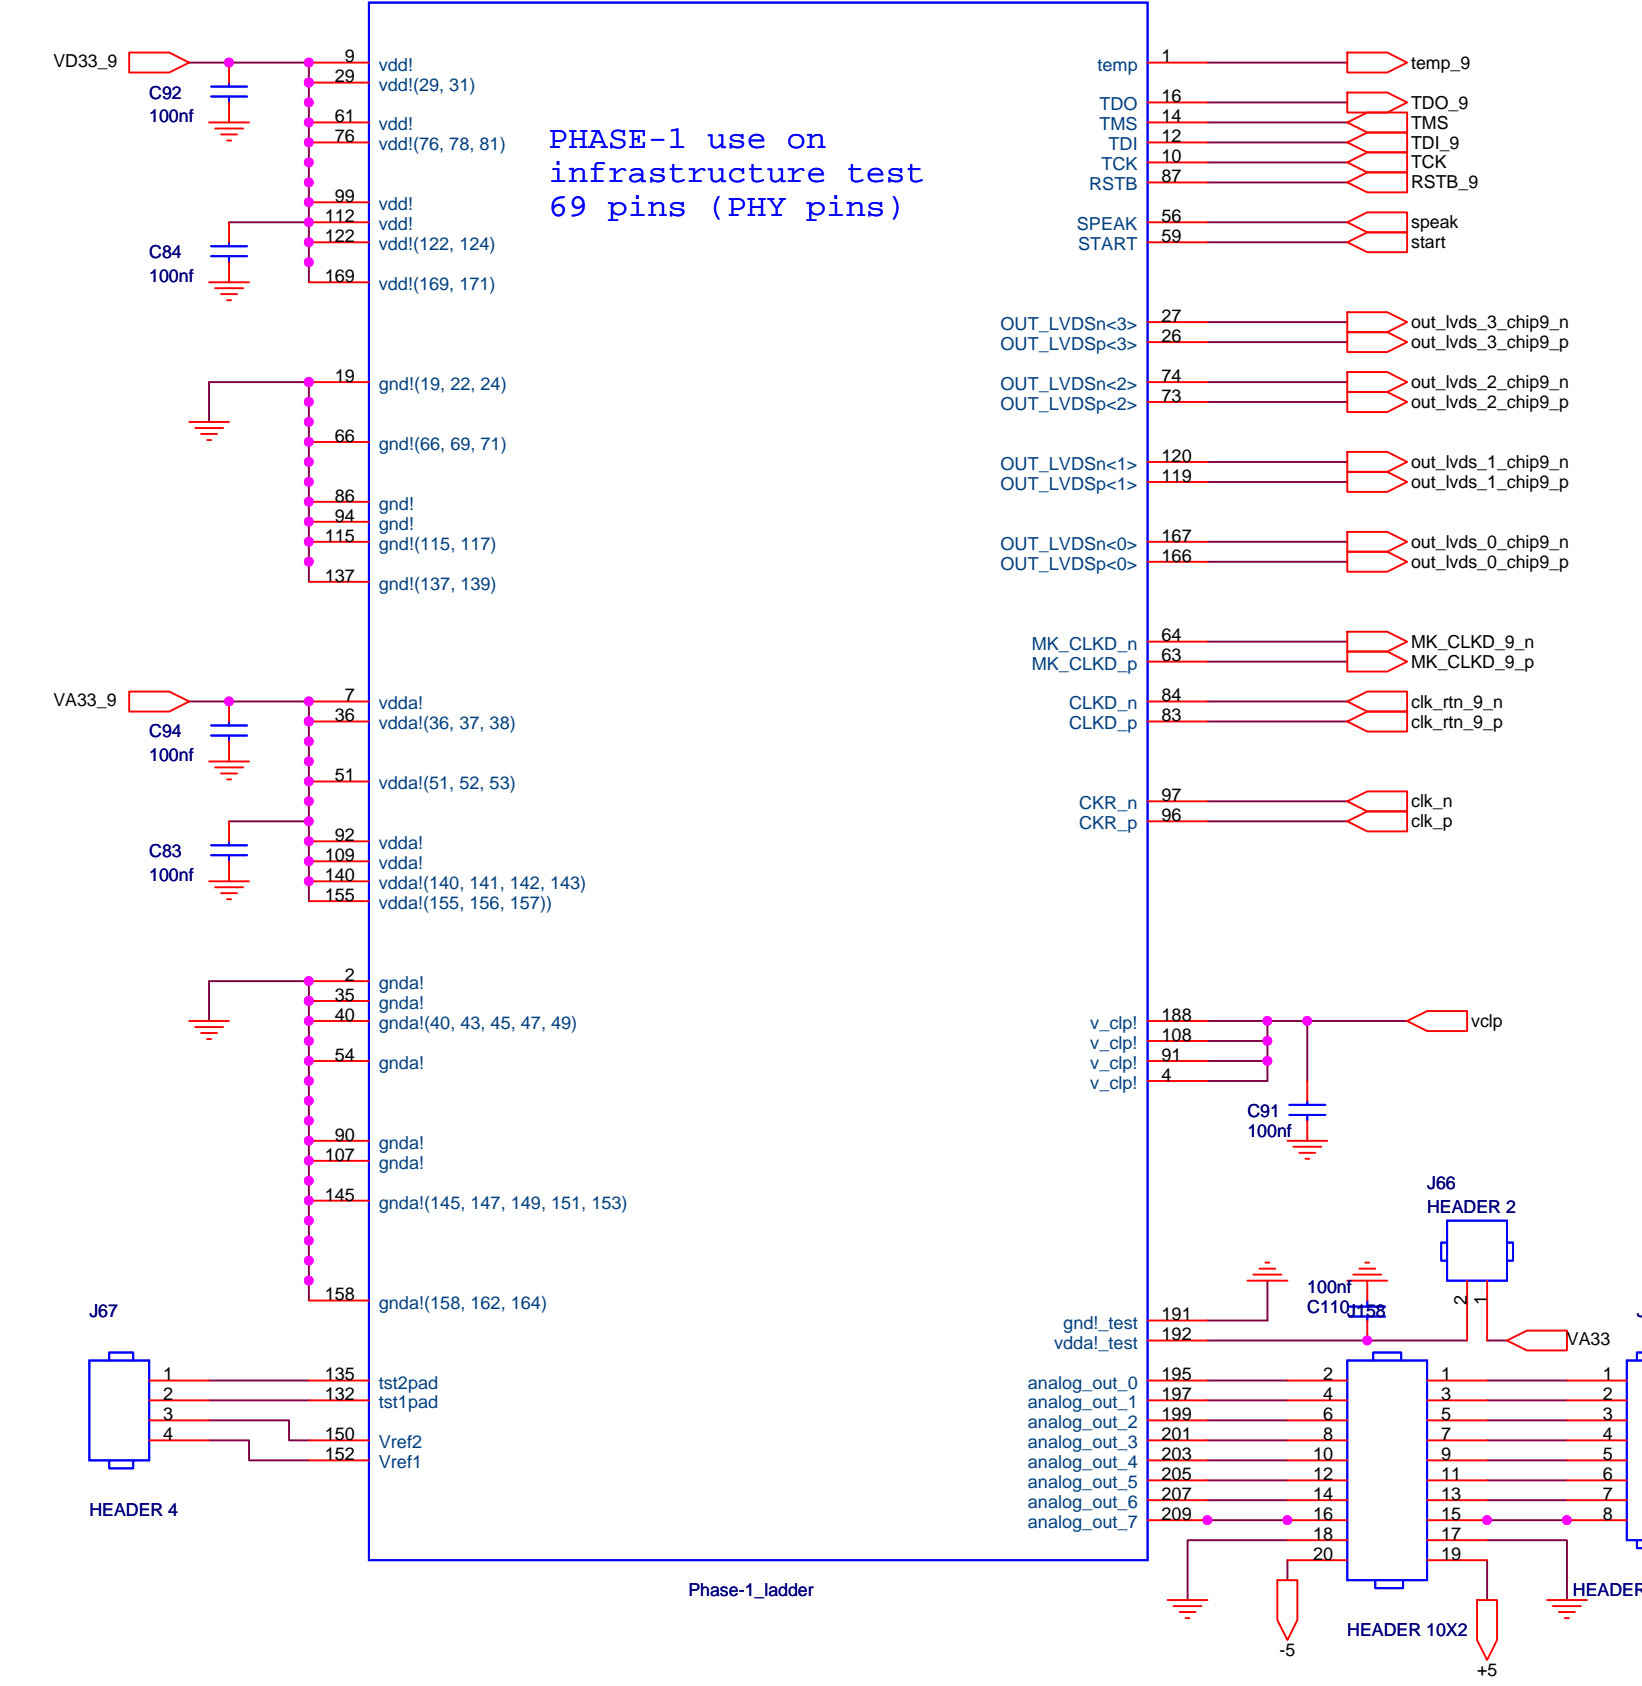 VD33_9
C92
100nf
C84
100nf
9 vdd!
29 vdd!(29, 31)
61 vdd!
76 vdd!(76, 78, 81)
99 vdd!
112 vdd!
122 vdd!(122, 124)
169 vdd!(169, 171)
19 gnd!(19, 22, 24)
66 gnd!(66, 69, 71)
86 gnd!
94 gnd!
115 gnd!(115, 117)
137 gnd!(137, 139)
VA33_9
C94
100nf
C83
100nf
7 vdda!
36 vdda!(36, 37, 38)
51 vdda!(51, 52, 53)
92 vdda!
109 vdda!
140 vdda!(140, 141, 142, 143)
155 vdda!(155, 156, 157))
2 gnda!
35 gnda!
40 gnda!(40, 43, 45, 47, 49)
54 gnda!
90 gnda!
107 gnda!
145 gnda!(145, 147, 149, 151, 153)
158 gnda!(158, 162, 164)
J67
1 135 tst2pad
2 132 tst1pad
3 150 Vref2
4 152 Vref1
HEADER 4
PHASE-1 use on
infrastructure test
69 pins (PHY pins)
Phase-1_ladder
temp 1 temp_9
TDO 16 TDO_9
TMS 14 TMS
TDI 12 TDI_9
TCK 10 TCK
RSTB 87 RSTB_9
SPEAK 56 speak
START 59 start
OUT_LVDSn<3> 27 out_lvds_3_chip9_n
OUT_LVDSp<3> 26 out_lvds_3_chip9_p
OUT_LVDSn<2> 74 out_lvds_2_chip9_n
OUT_LVDSp<2> 73 out_lvds_2_chip9_p
OUT_LVDSn<1> 120 out_lvds_1_chip9_n
OUT_LVDSp<1> 119 out_lvds_1_chip9_p
OUT_LVDSn<0> 167 out_lvds_0_chip9_n
OUT_LVDSp<0> 166 out_lvds_0_chip9_p
MK_CLKD_n 64 MK_CLKD_9_n
MK_CLKD_p 63 MK_CLKD_9_p
CLKD_n 84 clk_rtn_9_n
CLKD_p 83 clk_rtn_9_p
CKR_n 97 clk_n
CKR_p 96 clk_p
v_clp! 188 vclp
v_clp! 108
v_clp! 91
v_clp! 4
C91
100nf
J66
HEADER 2
2 1
VA33
100nf
C110
J158
gnd!_test 191
vdda!_test 192
analog_out_0 195 2 1 1
analog_out_1 197 4 3 2
analog_out_2 199 6 5 3
analog_out_3 201 8 7 4
analog_out_4 203 10 9 5
analog_out_5 205 12 11 6
analog_out_6 207 14 13 7
analog_out_7 209 16 15 8
18 17
20 19
HEADER 10X2
-5
+5
HEADER